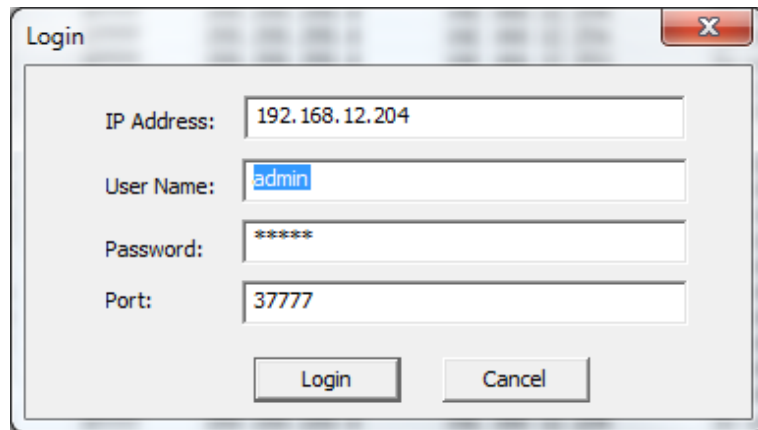 Login
IP Address: 192.168.12.204
User Name: admin
Password: *****
Port: 37777
Login Cancel